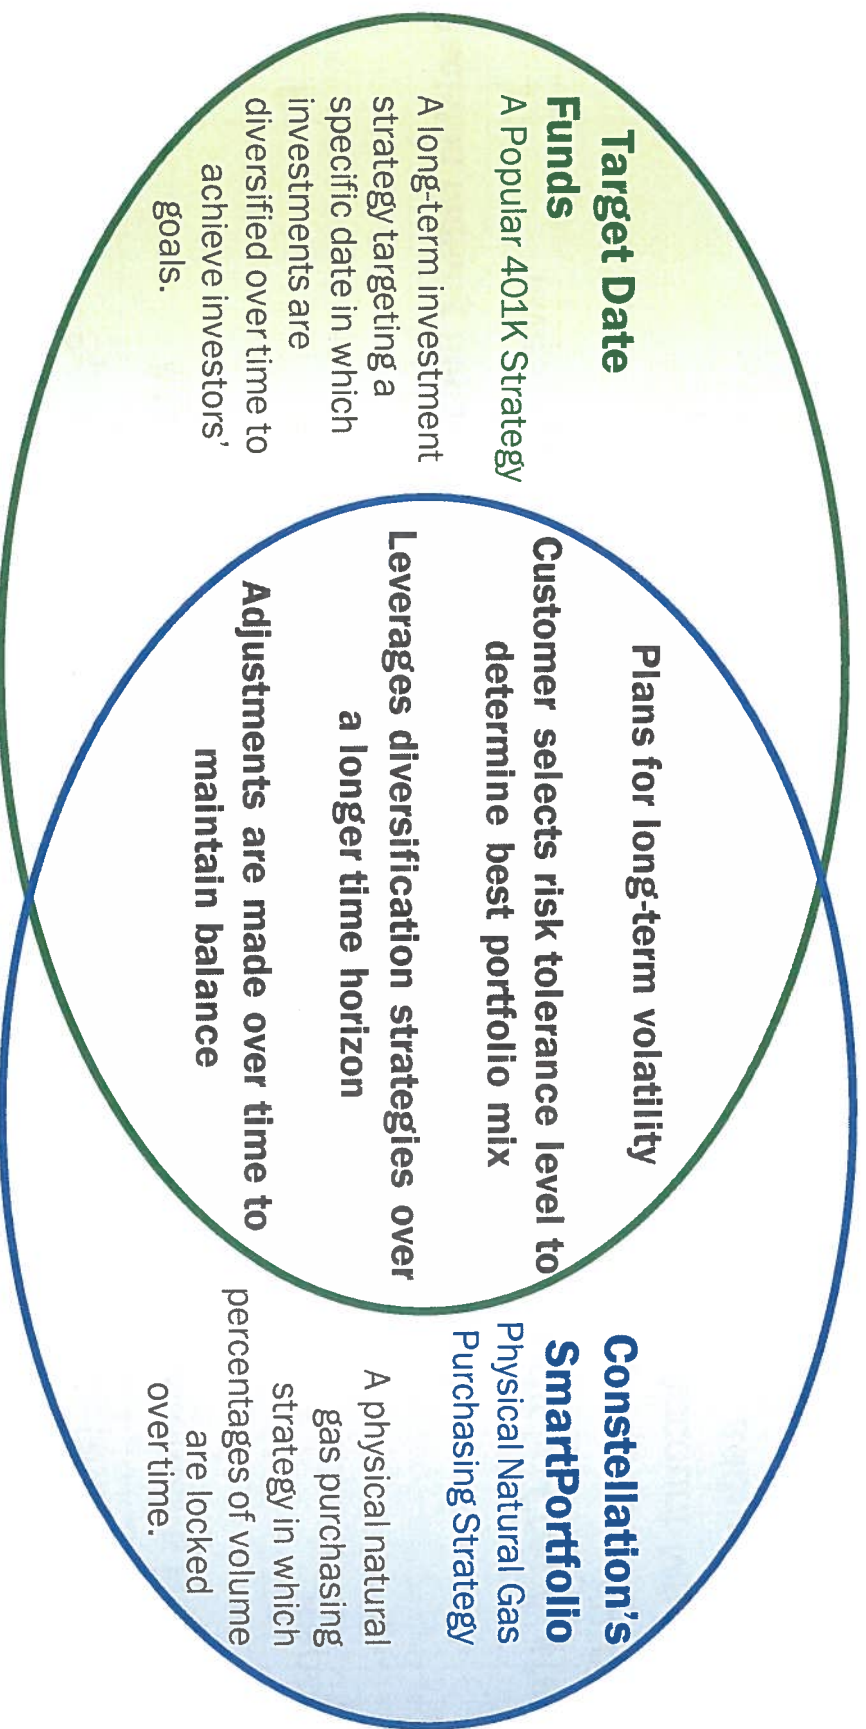 Target Date
Funds
A Popular 401K Strategy
A long-term investment
strategy targeting a
specific date in which
investments are
diversified over time to
achieve investors'
goals.
Plans for long-term volatility
Customer selects risk tolerance level to
determine best portfolio mix
Leverages diversification strategies over
a longer time horizon
Adjustments are made over time to
maintain balance
Constellation's
SmartPortfolio
Physical Natural Gas
Purchasing Strategy
A physical natural
gas purchasing
strategy in which
percentages of volume
are locked
over time.